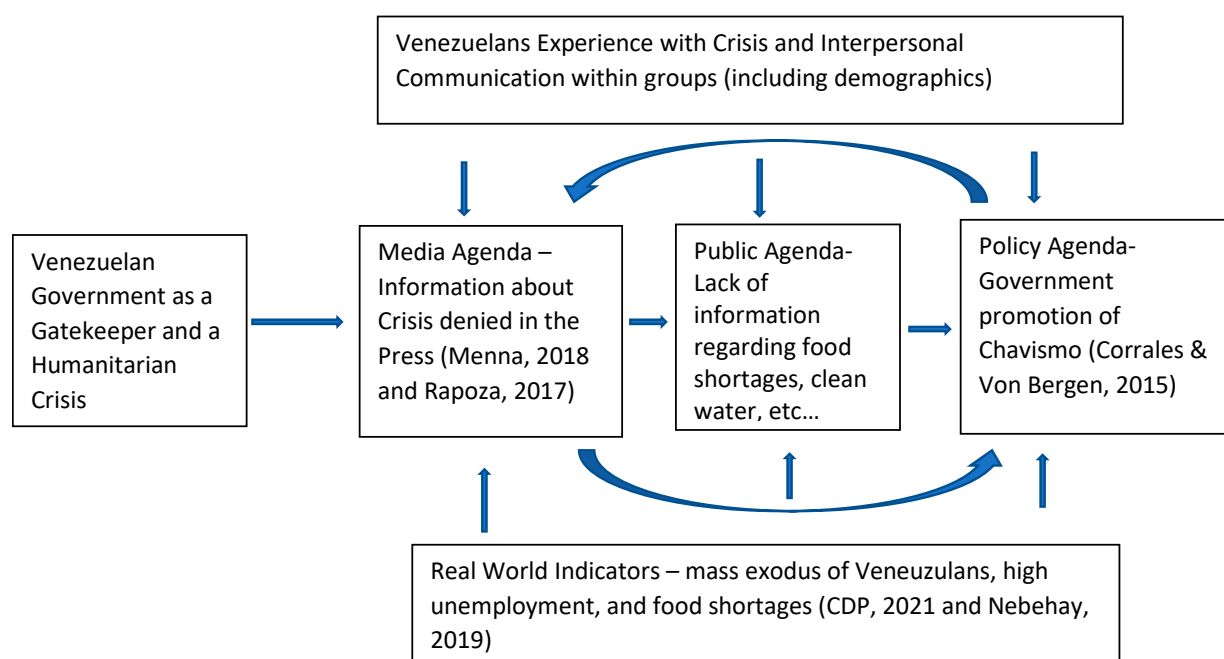 Venezuelans Experience with Crisis and Interpersonal
Communication within groups (including demographics)
Venezuelan
Government as a
Gatekeeper and a
Humanitarian
Crisis
Media Agenda –
Information about
Crisis denied in the
Press (Menna, 2018
and Rapoza, 2017)
Public Agenda-
Lack of
information
regarding food
shortages, clean
water, etc…
Policy Agenda-
Government
promotion of
Chavismo (Corrales &
Von Bergen, 2015)
Real World Indicators – mass exodus of Veneuzulans, high
unemployment, and food shortages (CDP, 2021 and Nebehay,
2019)